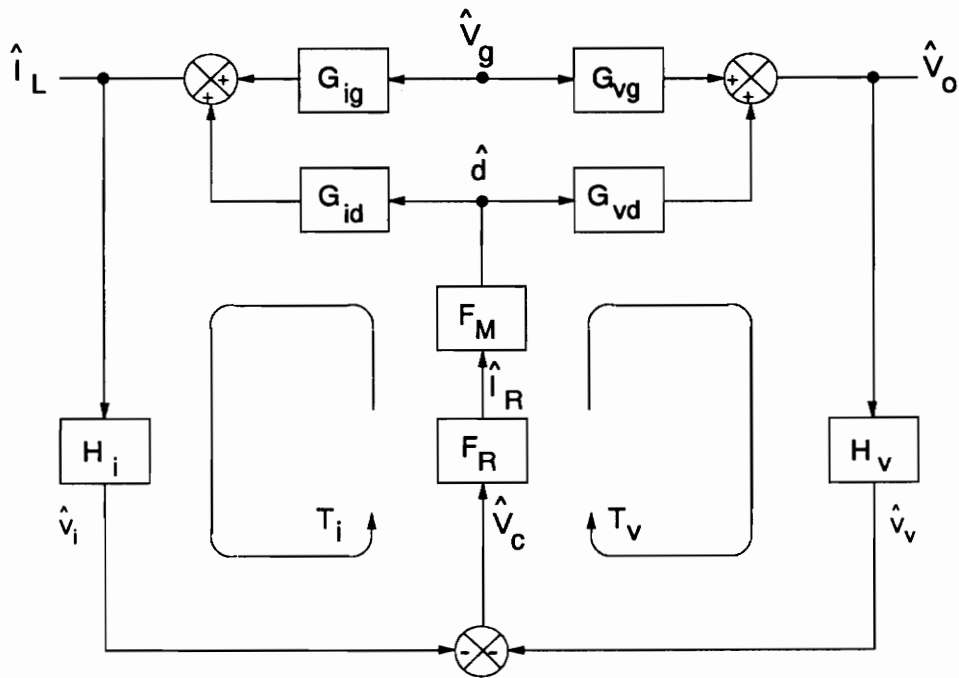 Î_L G_ig V̂_g G_vg V̂_o
+ + + +
G_id d̂ G_vd
F_M
Î_R
H_i F_R H_v
v̂_i T_i V̂_c T_v v̂_v
- -